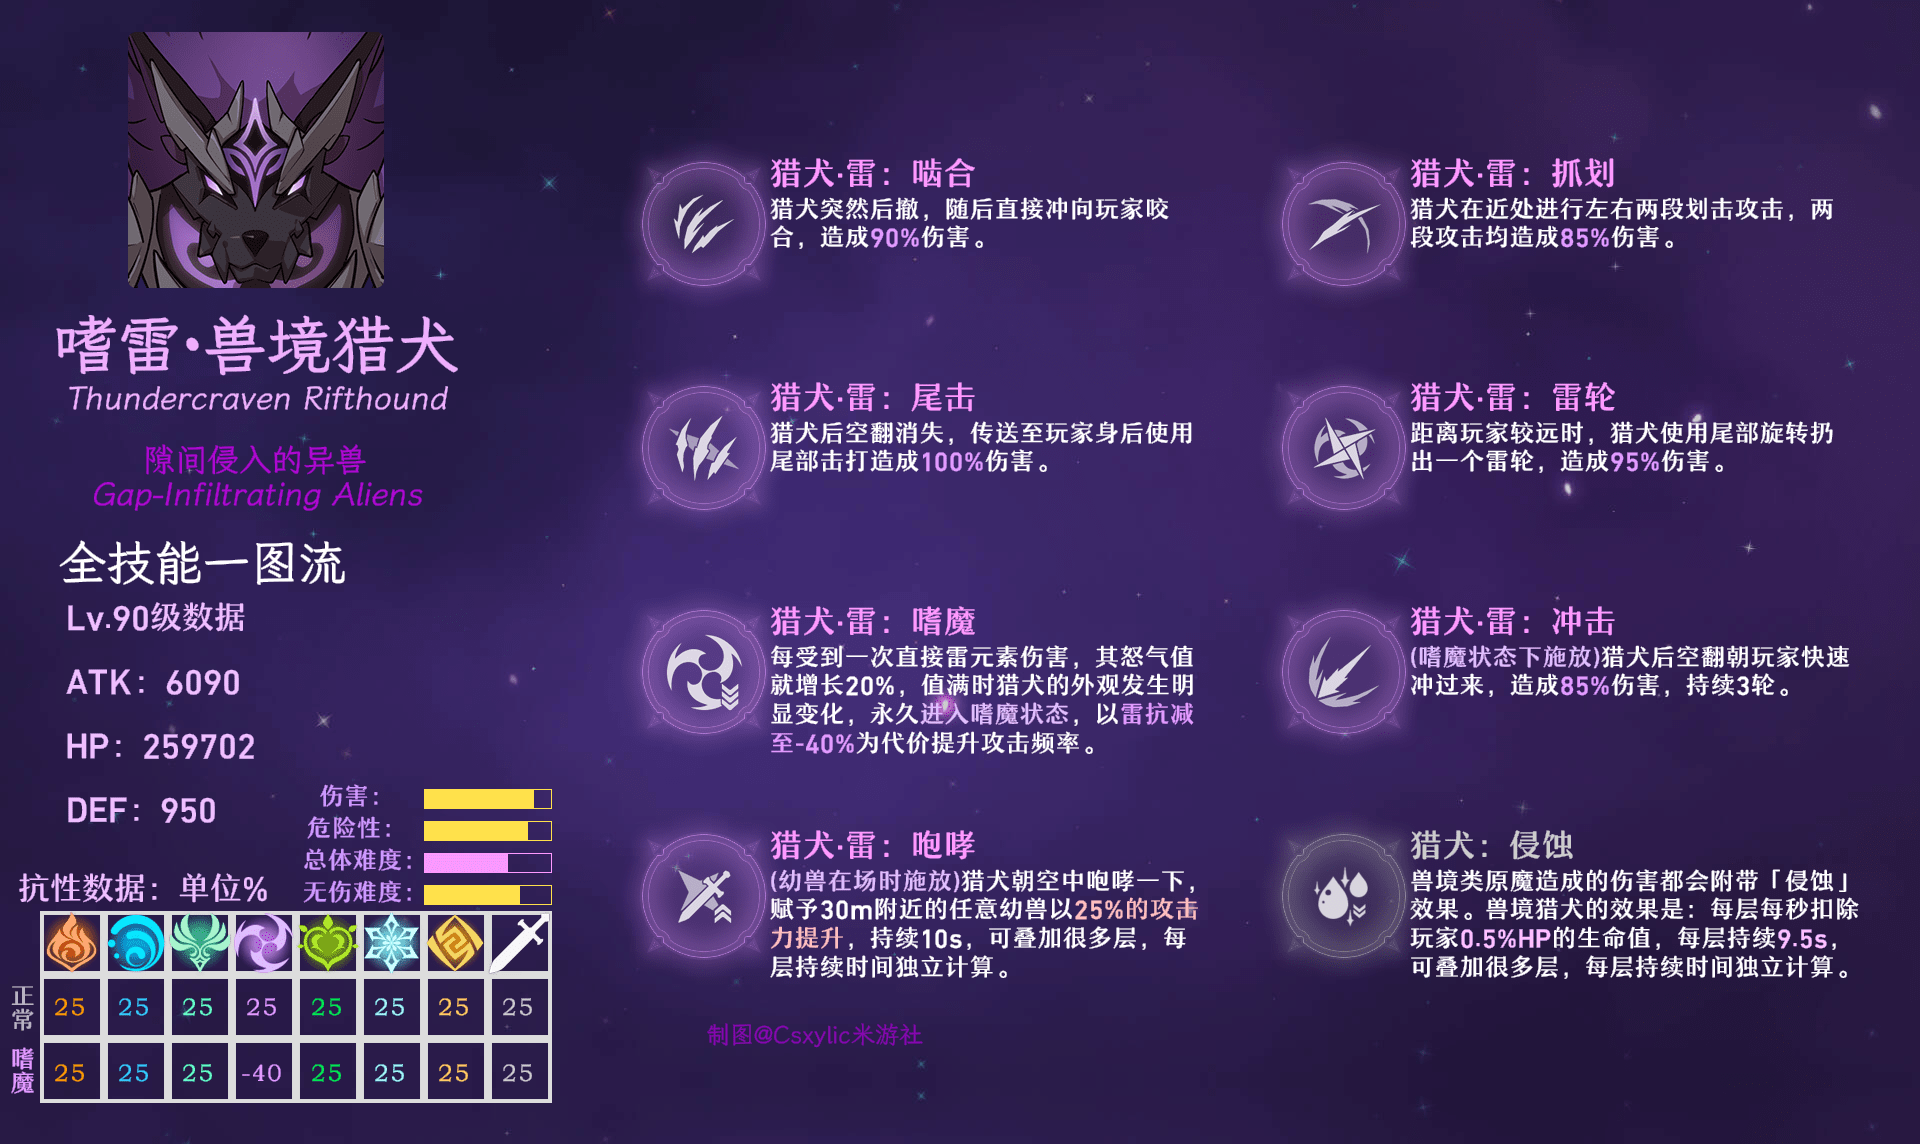 嗜雷·兽境猎犬
Thundercraven Rifthound
隙间侵入的异兽
Gap-Infiltrating Aliens
全技能一图流
Lv.90级数据
ATK：6090
HP：259702
DEF：950
伤害：
危险性：
总体难度：
无伤难度：
抗性数据：单位%
正常 25 25 25 25 25 25 25 25
嗜魔 25 25 25 -40 25 25 25 25
猎犬·雷：啮合
猎犬突然后撤，随后直接冲向玩家咬
合，造成90%伤害。
猎犬·雷：抓划
猎犬在近处进行左右两段划击攻击，两
段攻击均造成85%伤害。
猎犬·雷：尾击
猎犬后空翻消失，传送至玩家身后使用
尾部击打造成100%伤害。
猎犬·雷：雷轮
距离玩家较远时，猎犬使用尾部旋转扔
出一个雷轮，造成95%伤害。
猎犬·雷：嗜魔
每受到一次直接雷元素伤害，其怒气值
就增长20%，值满时猎犬的外观发生明
显变化，永久进入嗜魔状态，以雷抗减
至-40%为代价提升攻击频率。
猎犬·雷：冲击
(嗜魔状态下施放)猎犬后空翻朝玩家快速
冲过来，造成85%伤害，持续3轮。
猎犬·雷：咆哮
(幼兽在场时施放)猎犬朝空中咆哮一下，
赋予30m附近的任意幼兽以25%的攻击
力提升，持续10s，可叠加很多层，每
层持续时间独立计算。
猎犬：侵蚀
兽境类原魔造成的伤害都会附带「侵蚀」
效果。兽境猎犬的效果是：每层每秒扣除
玩家0.5%HP的生命值，每层持续9.5s，
可叠加很多层，每层持续时间独立计算。
制图@Csxylic米游社